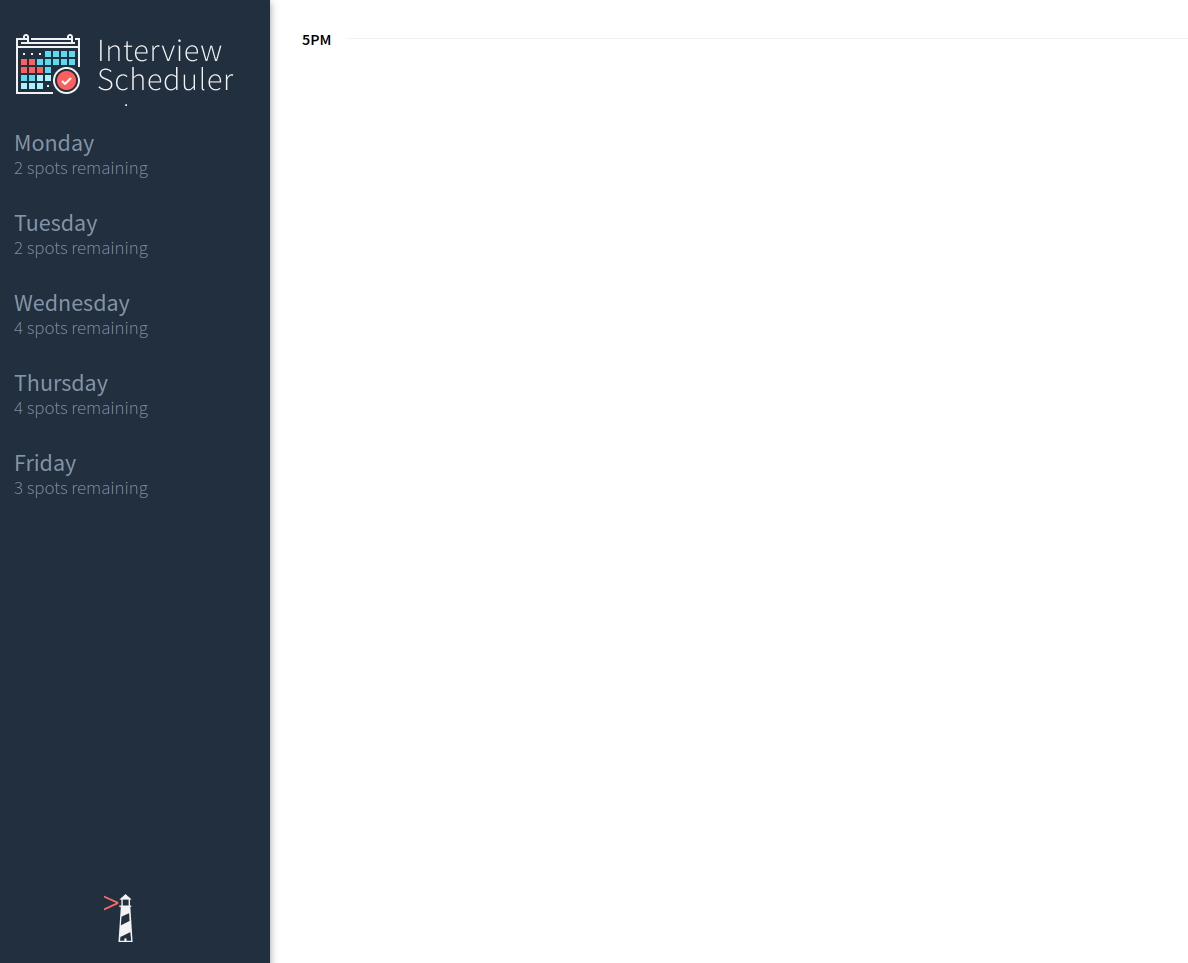 Interview
Scheduler
Monday
2 spots remaining
Tuesday
2 spots remaining
Wednesday
4 spots remaining
Thursday
4 spots remaining
Friday
3 spots remaining
5PM